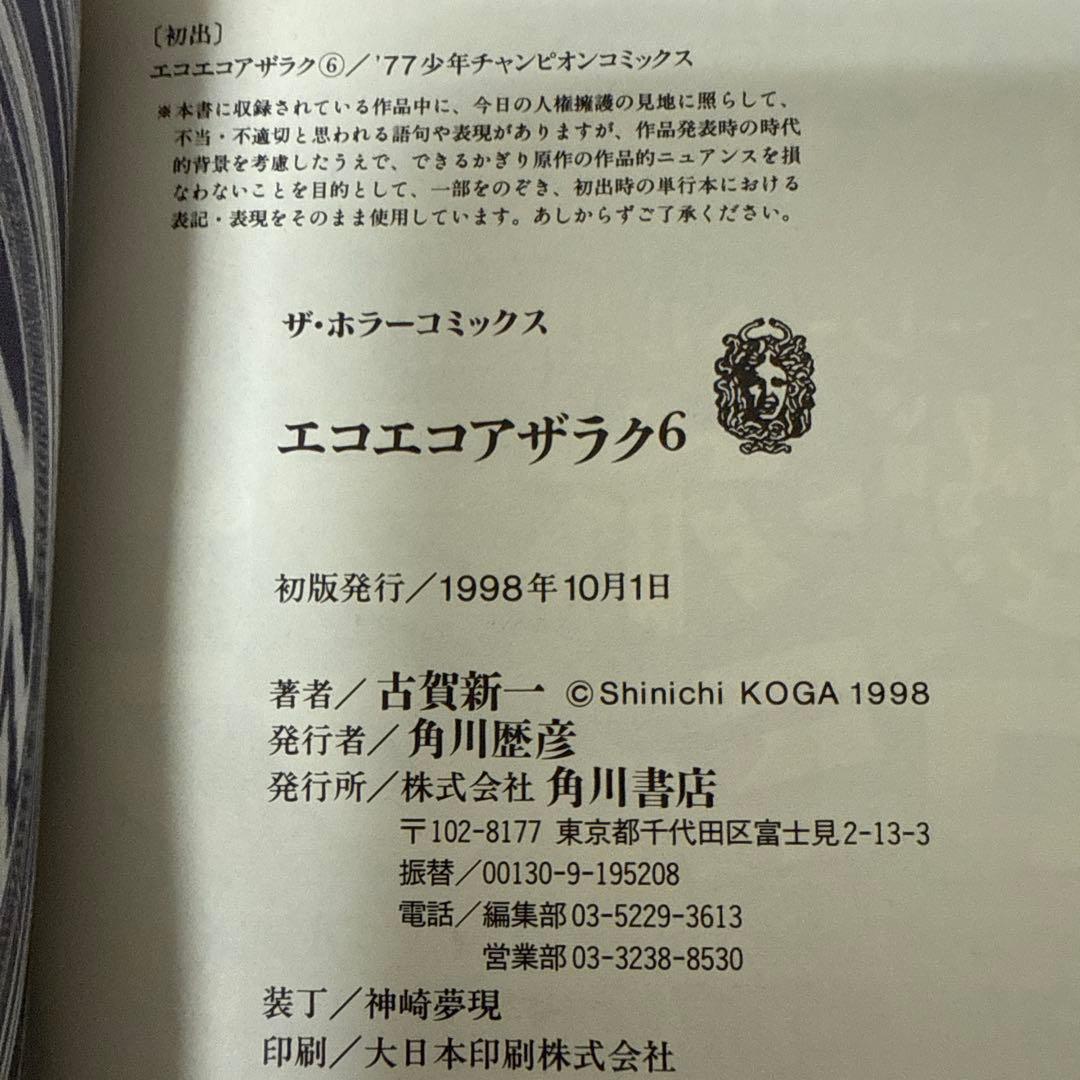 〔初出〕
エコエコアザラク⑥/'77少年チャンピオンコミックス
※本書に収録されている作品中に、今日の人権擁護の見地に照らして、
不当・不適切と思われる語句や表現がありますが、作品発表時の時代
的背景を考慮したうえで、できるかぎり原作の作品的ニュアンスを損
なわないことを目的として、一部をのぞき、初出時の単行本における
表記・表現をそのまま使用しています。あしからずご了承ください。
ザ・ホラーコミックス
エコエコアザラク6
初版発行/1998年10月1日
著者/古賀新一 ©Shinichi KOGA 1998
発行者/角川歴彦
発行所/株式会社 角川書店
〒102-8177 東京都千代田区富士見2-13-3
振替/00130-9-195208
電話/編集部03-5229-3613
営業部03-3238-8530
装丁/神崎夢現
印刷/大日本印刷株式会社